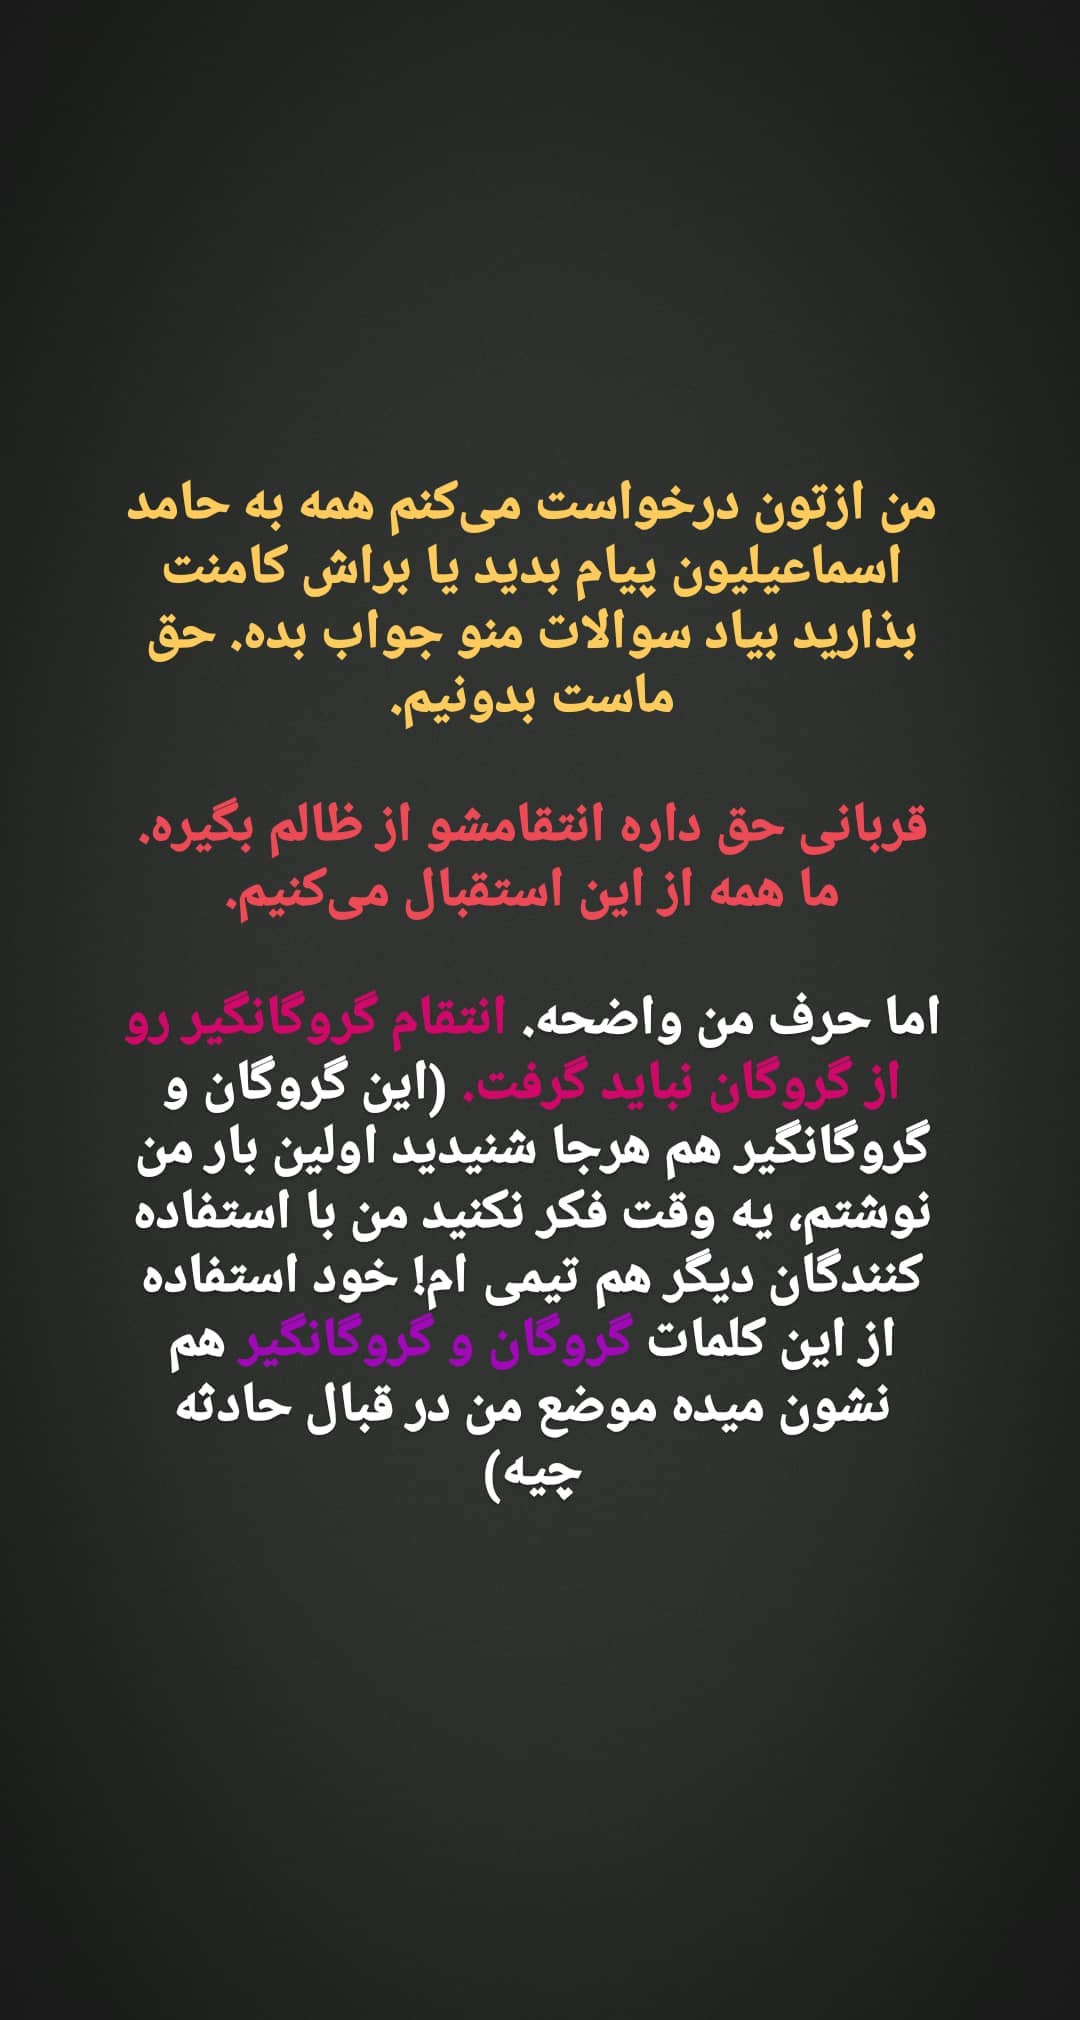 من ازتون درخواست می‌کنم همه به حامد
اسماعیلیون پیام بدید یا براش کامنت
بذارید بیاد سوالات منو جواب بده. حق
ماست بدونیم.
قربانی حق داره انتقامشو از ظالم بگیره.
ما همه از این استقبال می‌کنیم.
اما حرف من واضحه. انتقام گروگانگیر رو
از گروگان نباید گرفت. (این گروگان و
گروگانگیر هم هرجا شنیدید اولین بار من
نوشتم، یه وقت فکر نکنید من با استفاده
کنندگان دیگر هم تیمی ام! خود استفاده
از این کلمات گروگان و گروگانگیر هم
نشون میده موضع من در قبال حادثه
چیه)